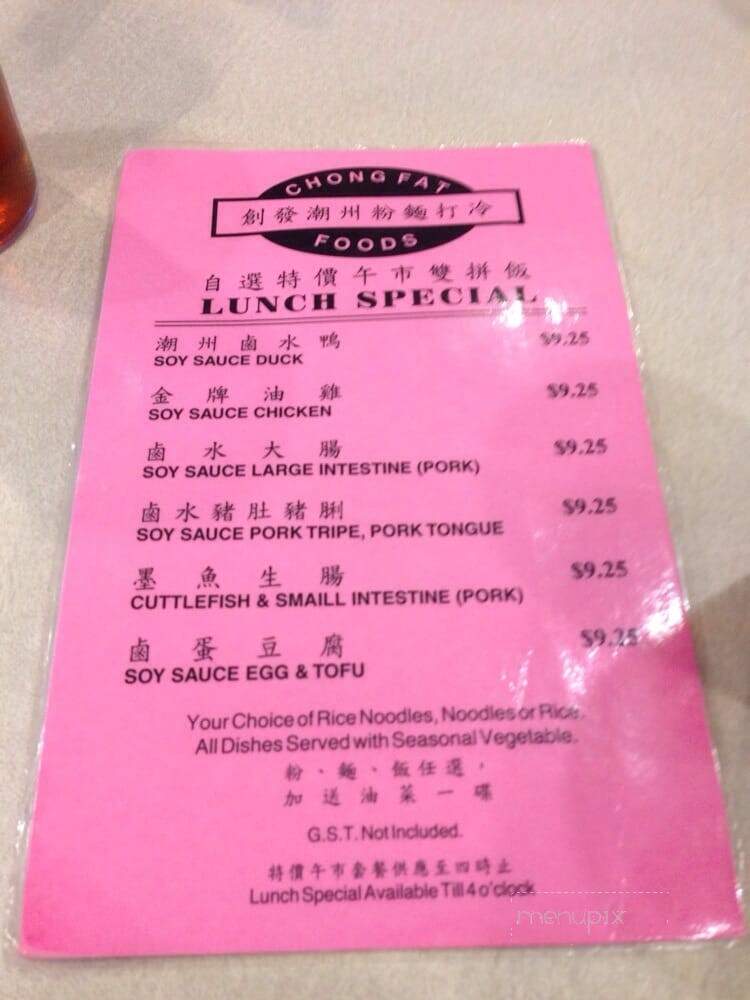 CHONG FAT
創發潮州粉麵打冷
FOODS
自選特價午市雙拼飯
LUNCH SPECIAL
潮州鹵水鴨 $9.25
SOY SAUCE DUCK
金牌油雞 $9.25
SOY SAUCE CHICKEN
鹵水大腸 $9.25
SOY SAUCE LARGE INTESTINE (PORK)
鹵水豬肚豬脷 $9.25
SOY SAUCE PORK TRIPE, PORK TONGUE
墨魚生腸 $9.25
CUTTLEFISH & SMAILL INTESTINE (PORK)
鹵蛋豆腐 $9.25
SOY SAUCE EGG & TOFU
Your Choice of Rice Noodles, Noodles or Rice.
All Dishes Served with Seasonal Vegetable.
粉、麵、飯任選,
加送油菜一碟
G.S.T. Not Included.
特價午市套餐供應至四時止
Lunch Special Available Till 4 o'clock
menupix